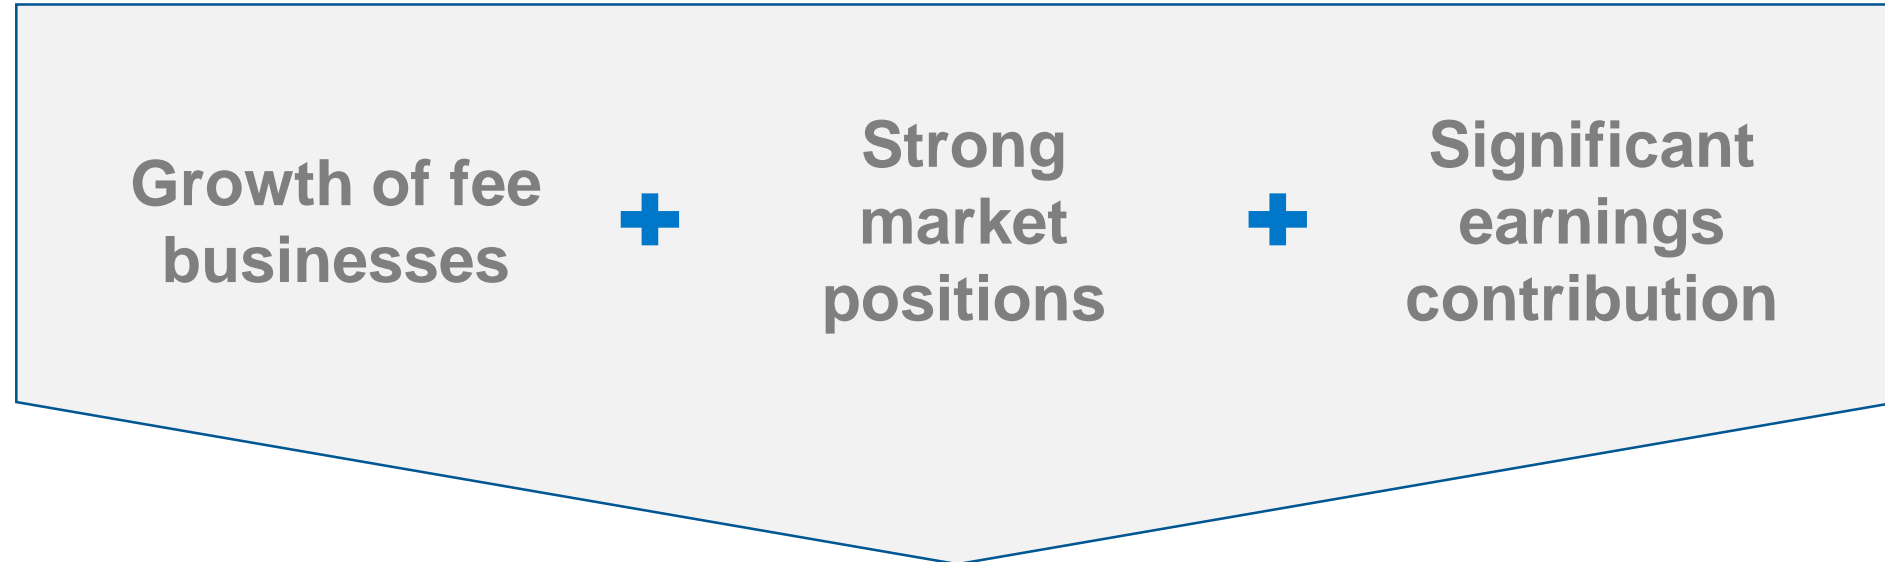 Growth of fee
businesses
Strong
market
positions
Significant
earnings
contribution